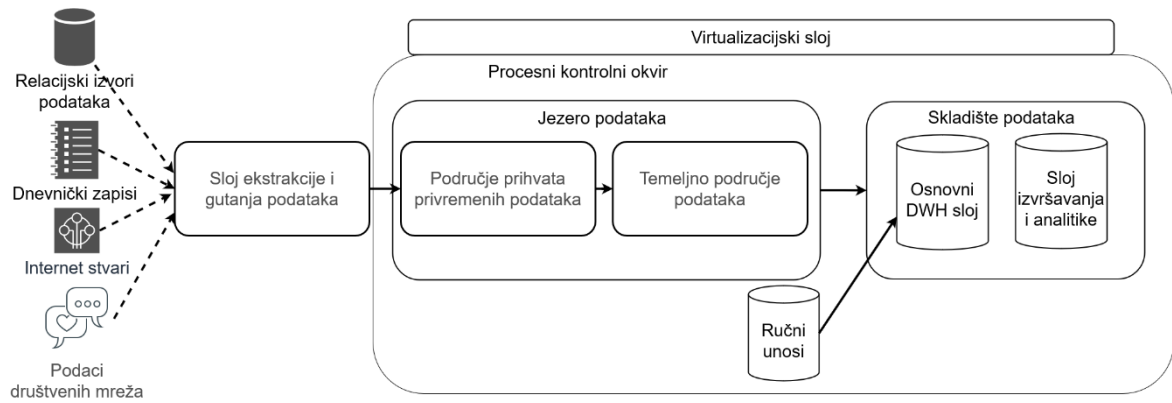 Virtualizacijski sloj
Procesni kontrolni okvir
Relacijski izvori
podataka
Dnevnički zapisi
Internet stvari
Podaci
društvenih mreža
Sloj ekstrakcije i
gutanja podataka
Jezero podataka
Područje prihvata
privremenih podataka
Temeljno područje
podataka
Skladište podataka
Osnovni
DWH sloj
Sloj
izvršavanja
i analitike
Ručni
unosi